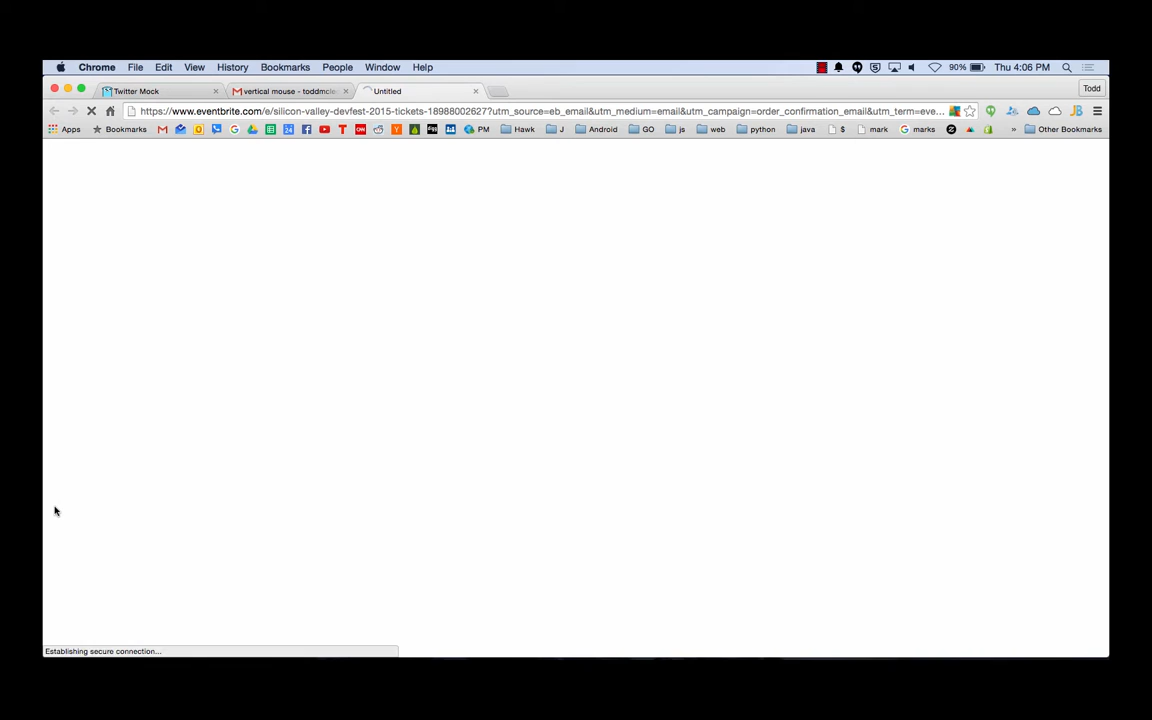 Chrome File Edit View History Bookmarks People Window Help 90% Thu 4:06 PM
Twitter Mock vertical mouse - toddmcle Untitled Todd
https://www.eventbrite.com/e/silicon-valley-devfest-2015-tickets-18988002627?utm_source=eb_email&utm_medium=email&utm_campaign=order_confirmation_email&utm_term=eve...
Apps Bookmarks PM Hawk J Android GO js web python java $ mark marks » Other Bookmarks
Establishing secure connection...